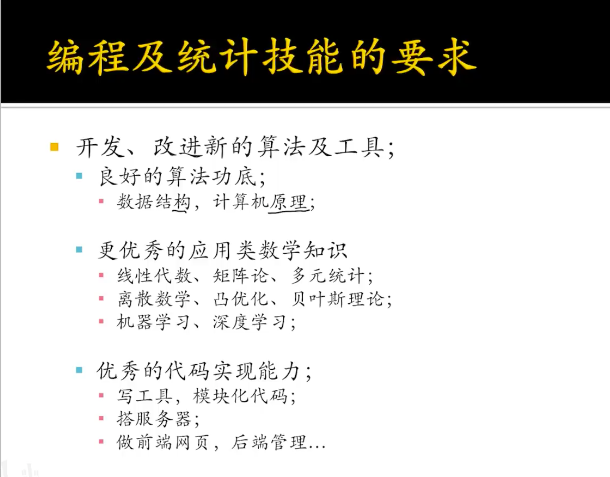 编程及统计技能的要求
开发、改进新的算法及工具；
良好的算法功底；
数据结构，计算机原理；
更优秀的应用类数学知识
线性代数、矩阵论、多元统计；
离散数学、凸优化、贝叶斯理论；
机器学习、深度学习；
优秀的代码实现能力；
写工具，模块化代码；
搭服务器；
做前端网页，后端管理…